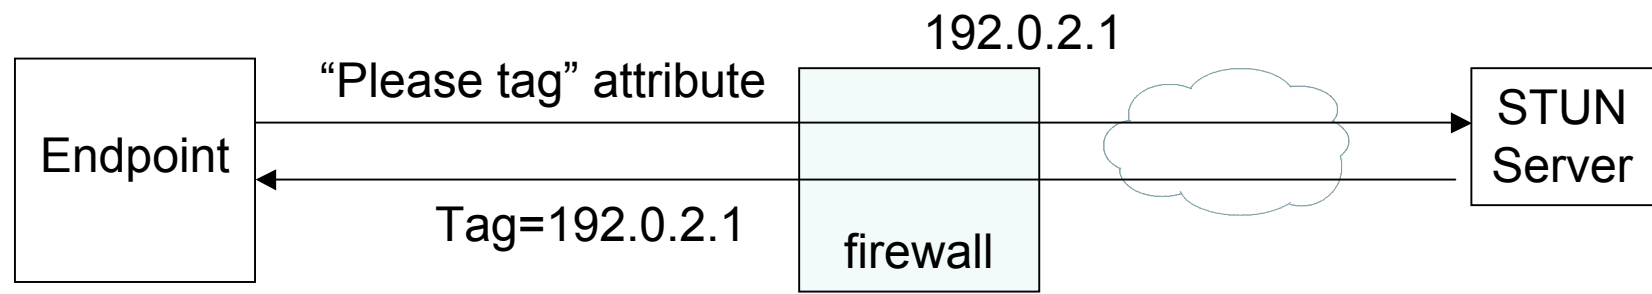 192.0.2.1
“Please tag” attribute
Endpoint
STUN
Server
Tag=192.0.2.1
firewall